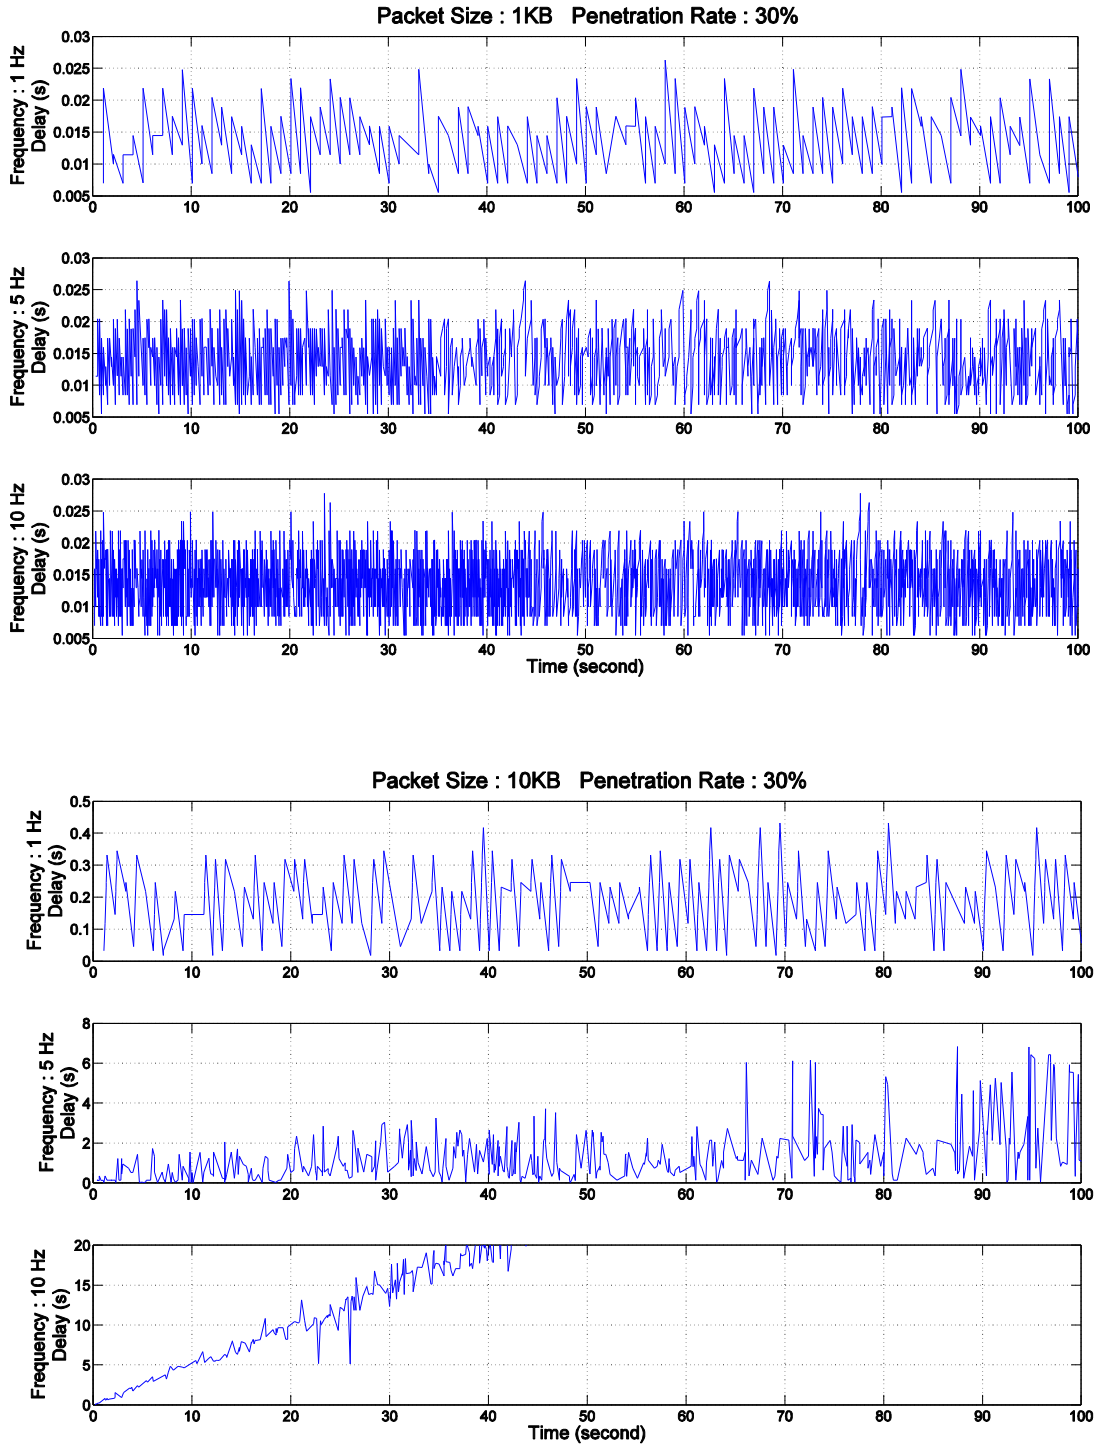 Packet Size : 1KB   Penetration Rate : 30%
Frequency : 1 Hz
Delay (s)
0.03
0.025
0.02
0.015
0.01
0.005
0 10 20 30 40 50 60 70 80 90 100
Frequency : 5 Hz
Delay (s)
0.03
0.025
0.02
0.015
0.01
0.005
0 10 20 30 40 50 60 70 80 90 100
Frequency : 10 Hz
Delay (s)
0.03
0.025
0.02
0.015
0.01
0.005
0 10 20 30 40 50 60 70 80 90 100
Time (second)
Packet Size : 10KB   Penetration Rate : 30%
Frequency : 1 Hz
Delay (s)
0.5
0.4
0.3
0.2
0.1
0
0 10 20 30 40 50 60 70 80 90 100
Frequency : 5 Hz
Delay (s)
8
6
4
2
0
0 10 20 30 40 50 60 70 80 90 100
Frequency : 10 Hz
Delay (s)
20
15
10
5
0
0 10 20 30 40 50 60 70 80 90 100
Time (second)